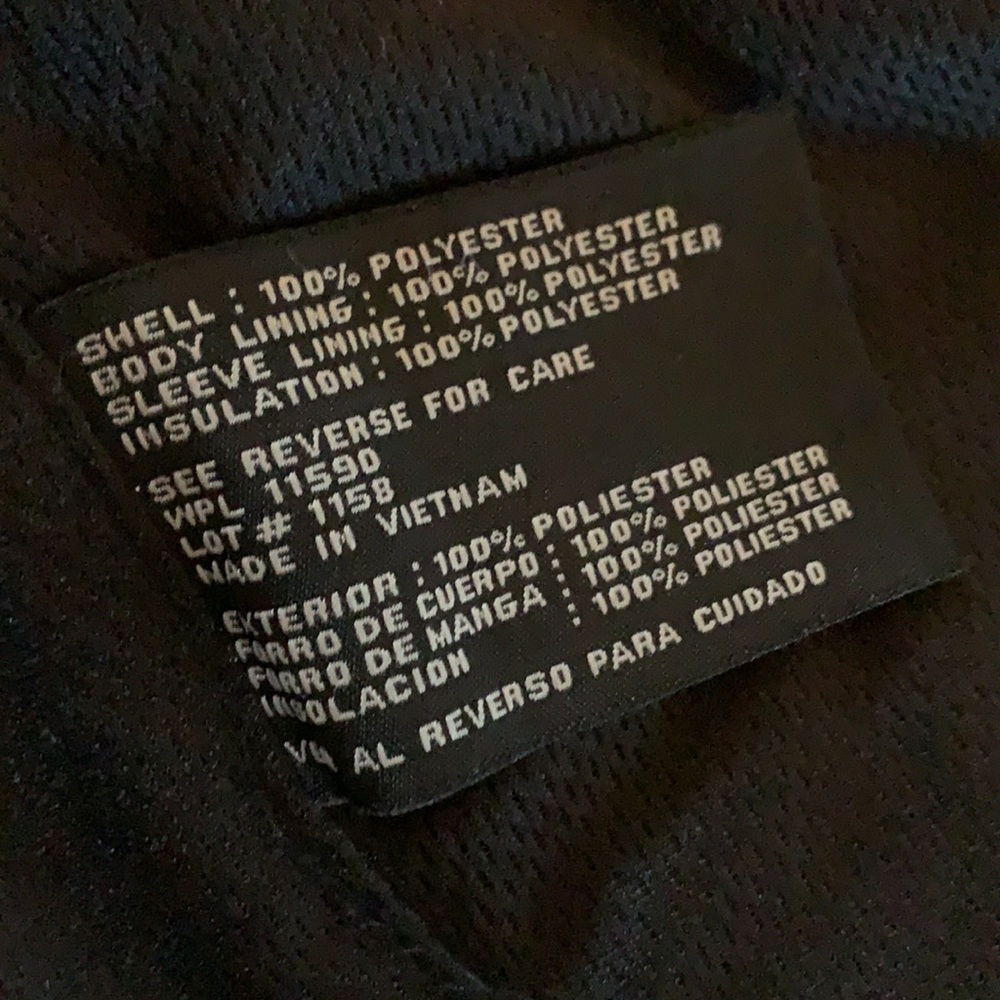 SHELL : 100% POLYESTER
BODY LINING : 100% POLYESTER
SLEEVE LINING : 100% POLYESTER
INSULATION : 100% POLYESTER
SEE REVERSE FOR CARE
WPL 11590
LOT # 1158
MADE IN VIETNAM
EXTERIOR : 100% POLIESTER
FORRO DE CUERPO : 100% POLIESTER
FORRO DE MANGA : 100% POLIESTER
INSOLACION : 100% POLIESTER
AL REVERSO PARA CUIDADO